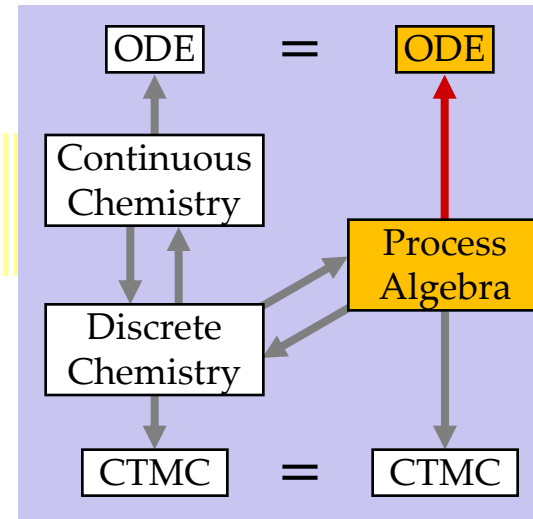 ODE = ODE
Continuous
Chemistry
Process
Algebra
Discrete
Chemistry
CTMC = CTMC